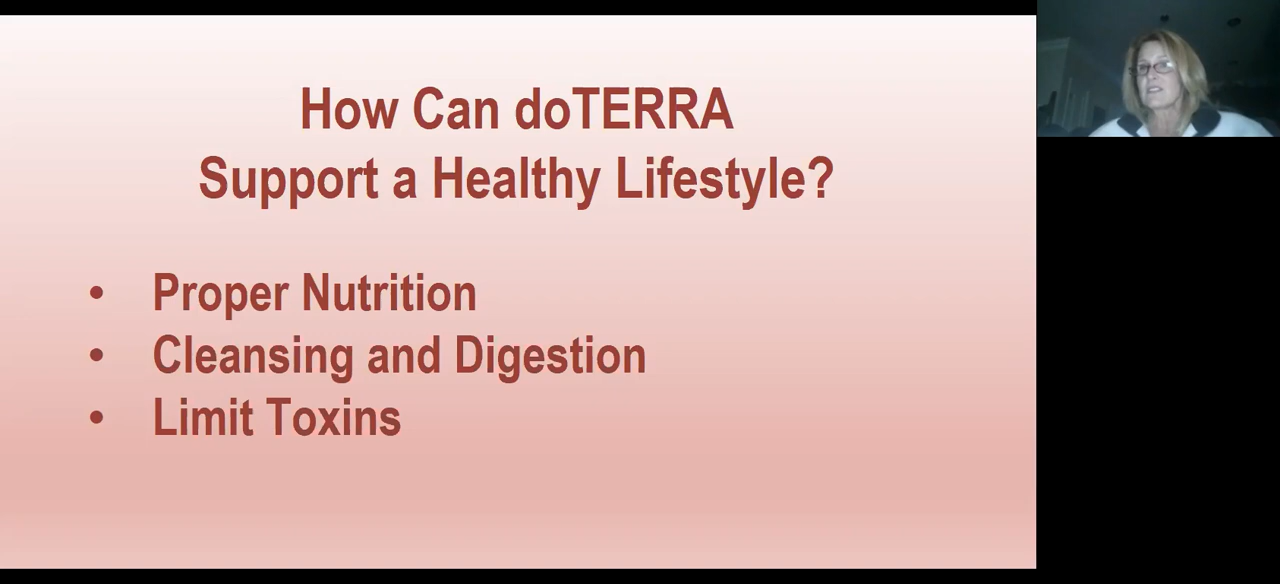 How Can doTERRA
Support a Healthy Lifestyle?
• Proper Nutrition
• Cleansing and Digestion
• Limit Toxins